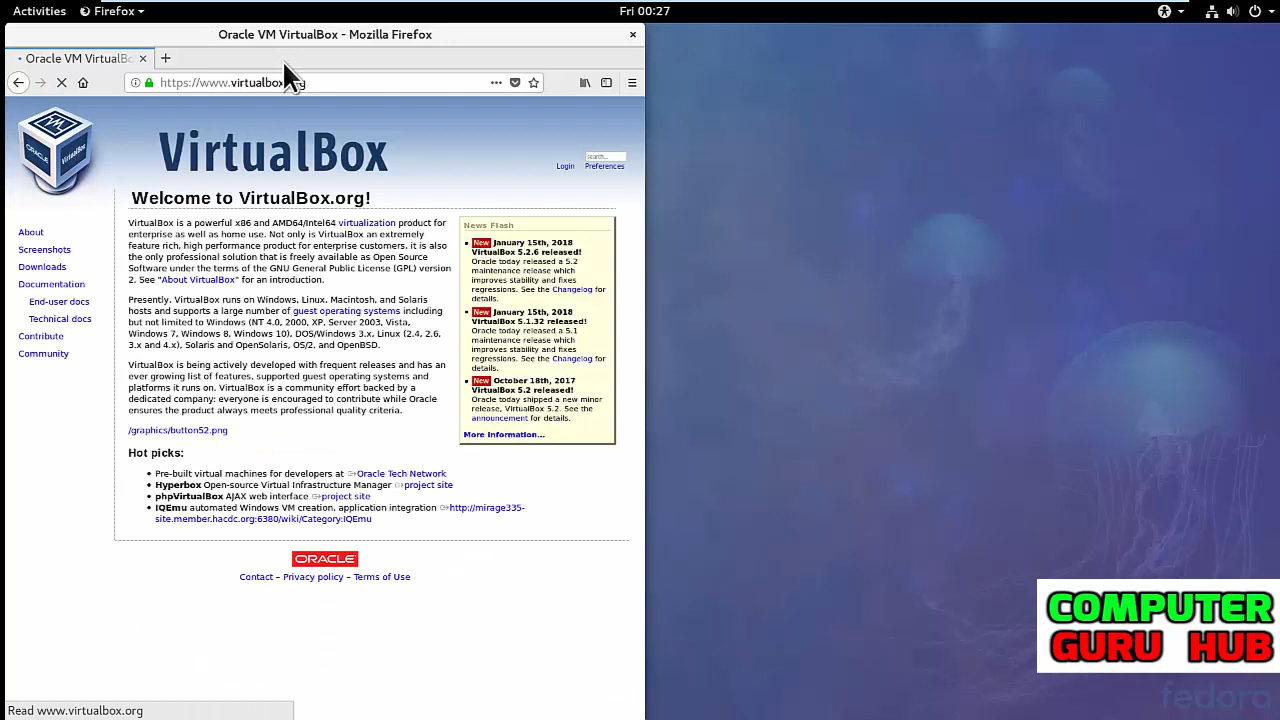 Activities Firefox Fri 00:27
Oracle VM VirtualBox - Mozilla Firefox
Oracle VM VirtualBo
https://www.virtualbox
VM
ORACLE VirtualBox
VirtualBox
search...
Login Preferences
Welcome to VirtualBox.org!
About
Screenshots
Downloads
Documentation
End-user docs
Technical docs
Contribute
Community
VirtualBox is a powerful x86 and AMD64/Intel64 virtualization product for
enterprise as well as home use. Not only is VirtualBox an extremely
feature rich, high performance product for enterprise customers, it is also
the only professional solution that is freely available as Open Source
Software under the terms of the GNU General Public License (GPL) version
2. See "About VirtualBox" for an introduction.
Presently, VirtualBox runs on Windows, Linux, Macintosh, and Solaris
hosts and supports a large number of guest operating systems including
but not limited to Windows (NT 4.0, 2000, XP, Server 2003, Vista,
Windows 7, Windows 8, Windows 10), DOS/Windows 3.x, Linux (2.4, 2.6,
3.x and 4.x), Solaris and OpenSolaris, OS/2, and OpenBSD.
VirtualBox is being actively developed with frequent releases and has an
ever growing list of features, supported guest operating systems and
platforms it runs on. VirtualBox is a community effort backed by a
dedicated company: everyone is encouraged to contribute while Oracle
ensures the product always meets professional quality criteria.
/graphics/button52.png
News Flash
New January 15th, 2018
VirtualBox 5.2.6 released!
Oracle today released a 5.2
maintenance release which
improves stability and fixes
regressions. See the Changelog for
details.
New January 15th, 2018
VirtualBox 5.1.32 released!
Oracle today released a 5.1
maintenance release which
improves stability and fixes
regressions. See the Changelog for
details.
New October 18th, 2017
VirtualBox 5.2 released!
Oracle today shipped a new minor
release, VirtualBox 5.2. See the
announcement for details.
More information...
Hot picks:
Pre-built virtual machines for developers at Oracle Tech Network
Hyperbox Open-source Virtual Infrastructure Manager project site
phpVirtualBox AJAX web interface project site
IQEmu automated Windows VM creation, application integration http://mirage335-
site.member.hacdc.org:6380/wiki/Category:IQEmu
ORACLE
Contact – Privacy policy – Terms of Use
Read www.virtualbox.org
COMPUTER
GURU HUB
fedora